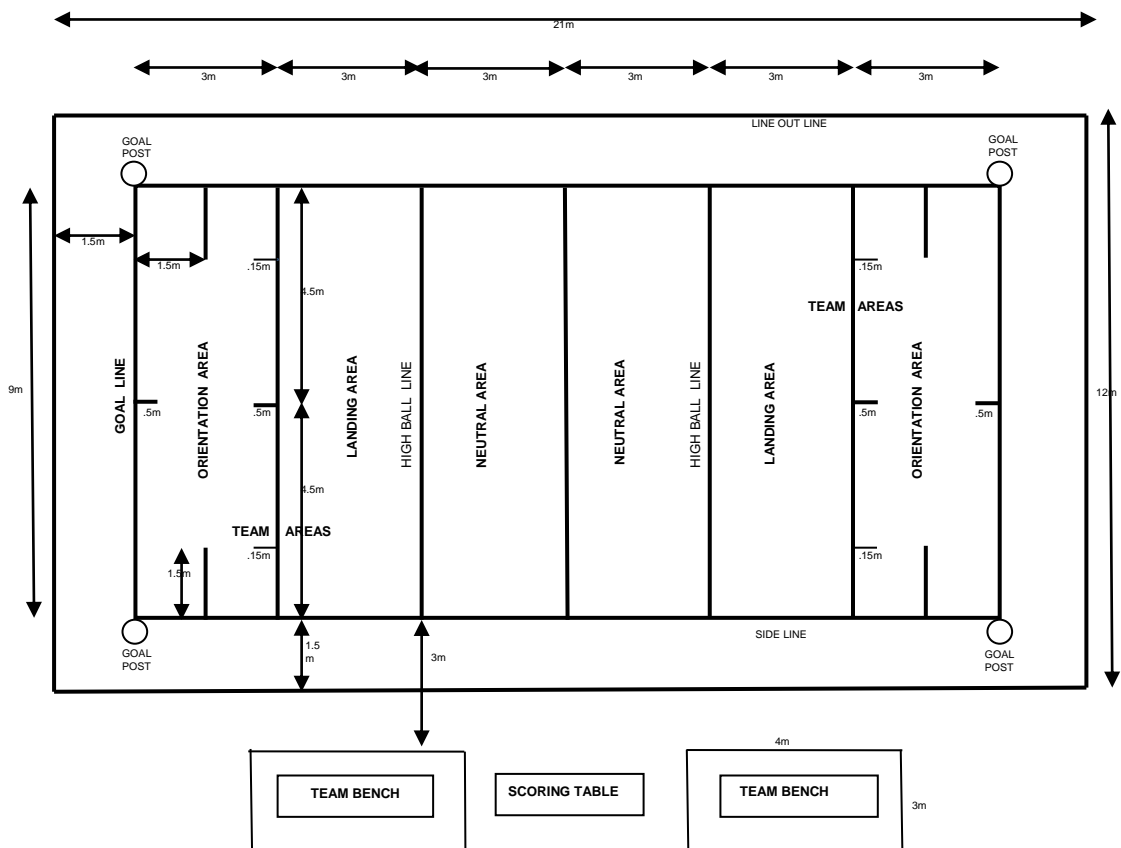 21m
3m
3m
3m
3m
3m
3m
LINE OUT LINE
GOAL
POST
GOAL
POST
1.5m
1.5m
.15m
.15m
4.5m
TEAM AREAS
9m
12m
GOAL LINE
.5m
ORIENTATION AREA
.5m
LANDING AREA
HIGH BALL LINE
NEUTRAL AREA
NEUTRAL AREA
HIGH BALL LINE
LANDING AREA
.5m
ORIENTATION AREA
.5m
4.5m
TEAM AREAS
.15m
.15m
1.5m
GOAL
POST
1.5
m
3m
SIDE LINE
GOAL
POST
4m
TEAM BENCH
SCORING TABLE
TEAM BENCH
3m